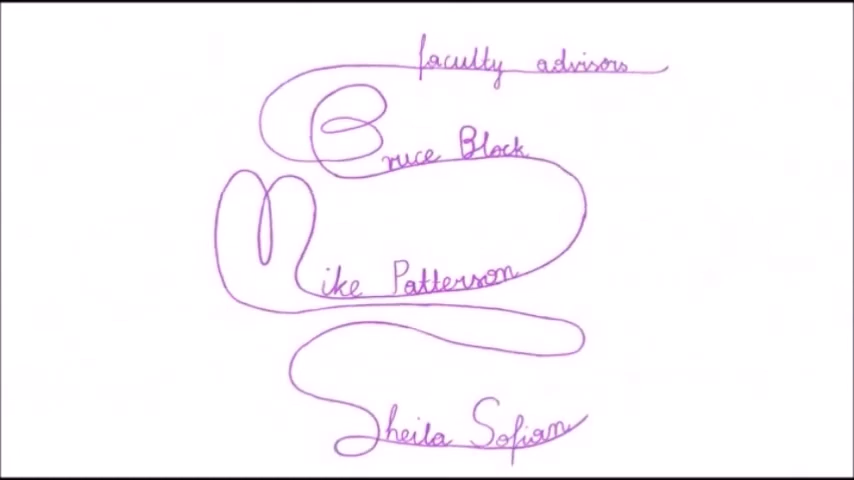 faculty advisors
Bruce Block
Mike Patterson
Sheila Sofian